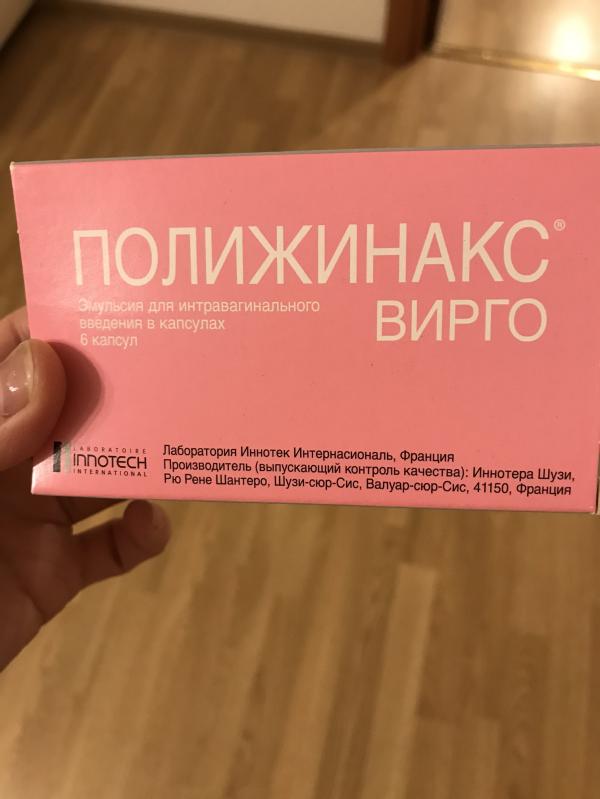 ПОЛИЖИНАКС®
Эмульсия для интравагинального
введения в капсулах
6 капсул
ВИРГО
LABORATOIRE
INNOTECH
INTERNATIONAL
Лаборатория Иннотек Интернасиональ, Франция
Производитель (выпускающий контроль качества): Иннотера Шузи,
Рю Рене Шантеро, Шузи-сюр-Сис, Валуар-сюр-Сис, 41150, Франция